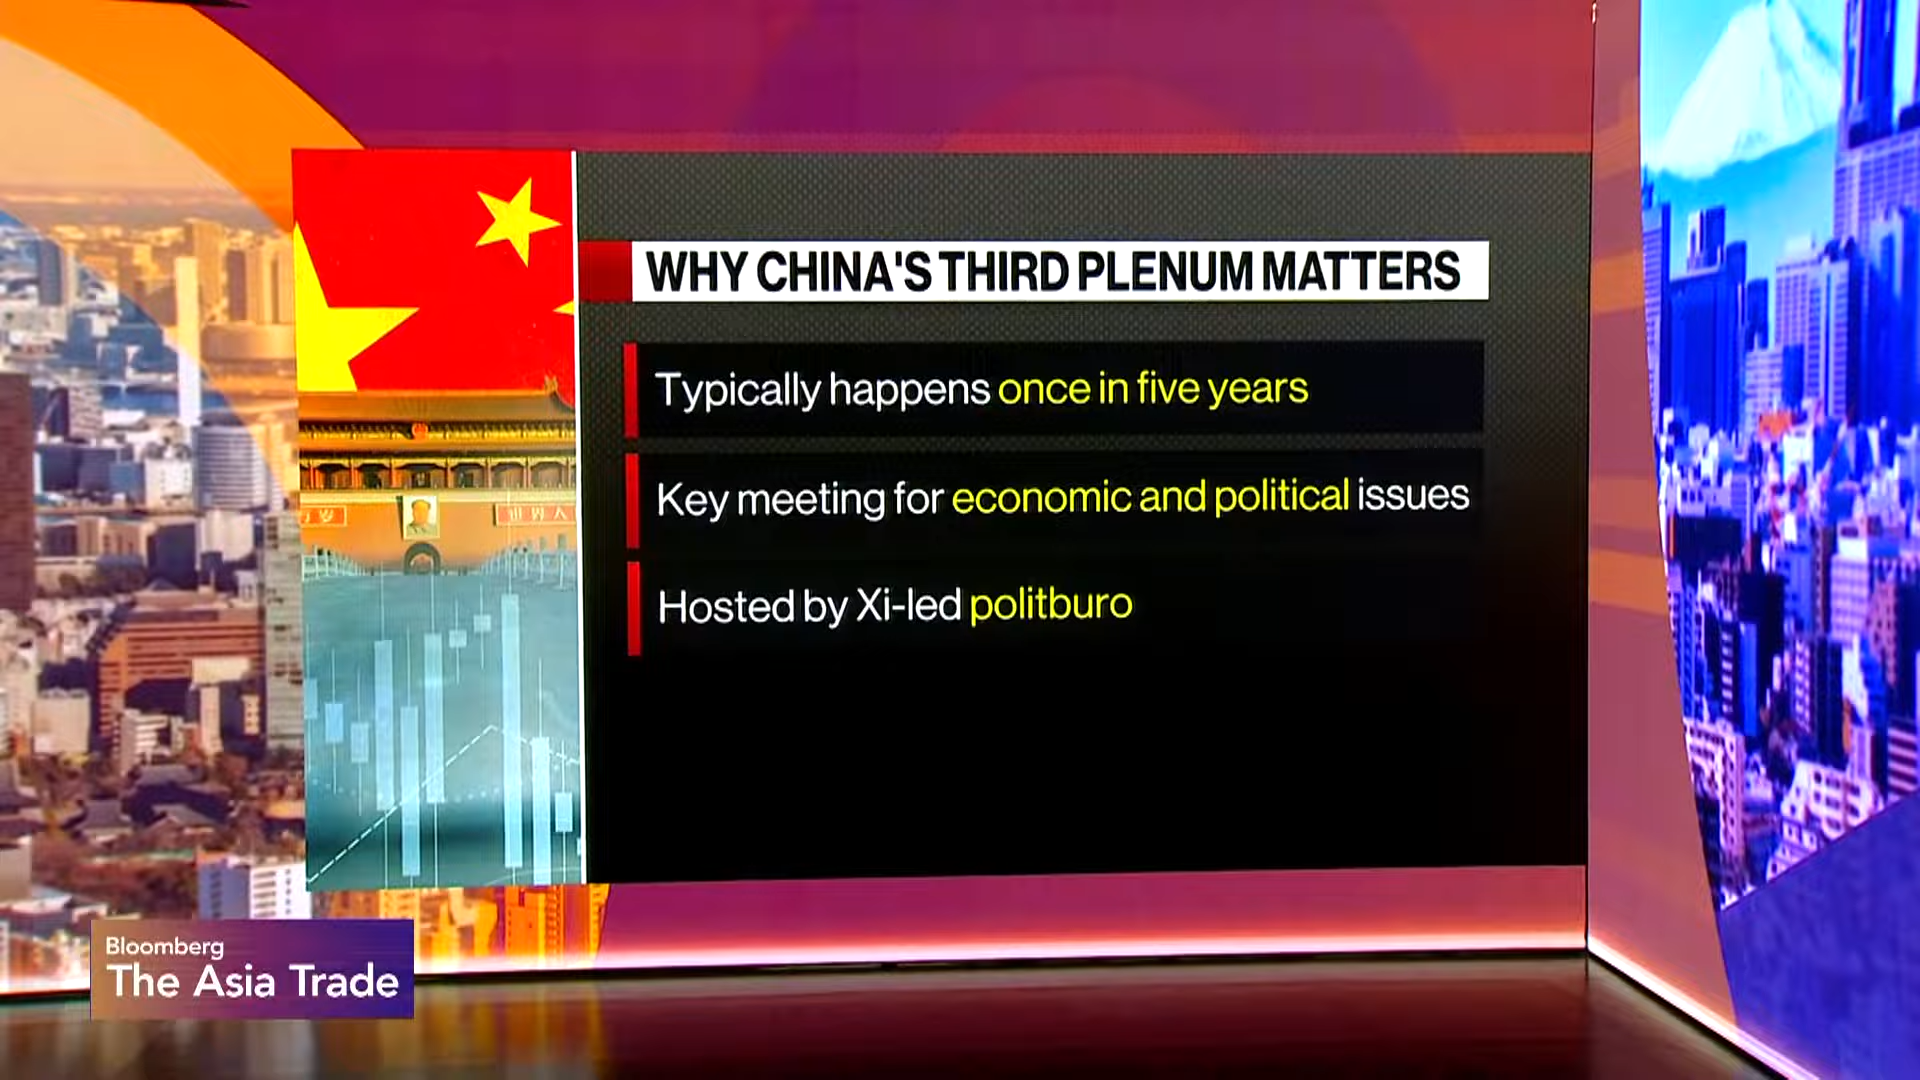 WHY CHINA'S THIRD PLENUM MATTERS
Typically happens once in five years
Key meeting for economic and political issues
Hosted by Xi-led politburo
Bloomberg
The Asia Trade